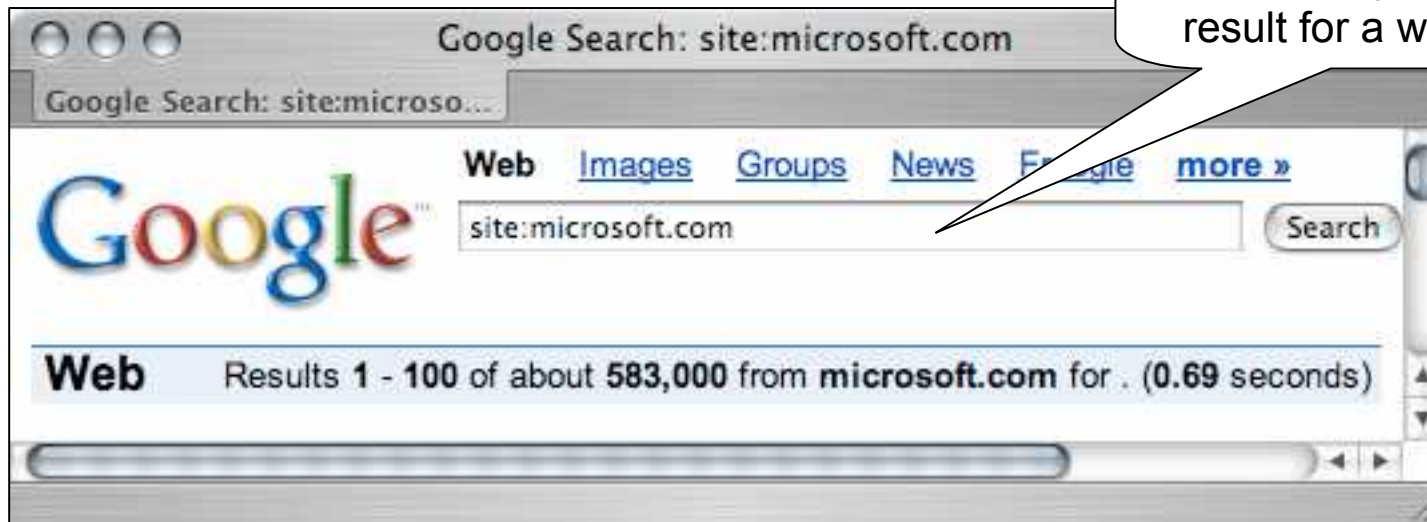 result for a w
Google Search: site:microsoft.com
Google Search: site:microso...
Web Images Groups News more »
Google™
site:microsoft.com Search
Web Results 1 - 100 of about 583,000 from microsoft.com for . (0.69 seconds)